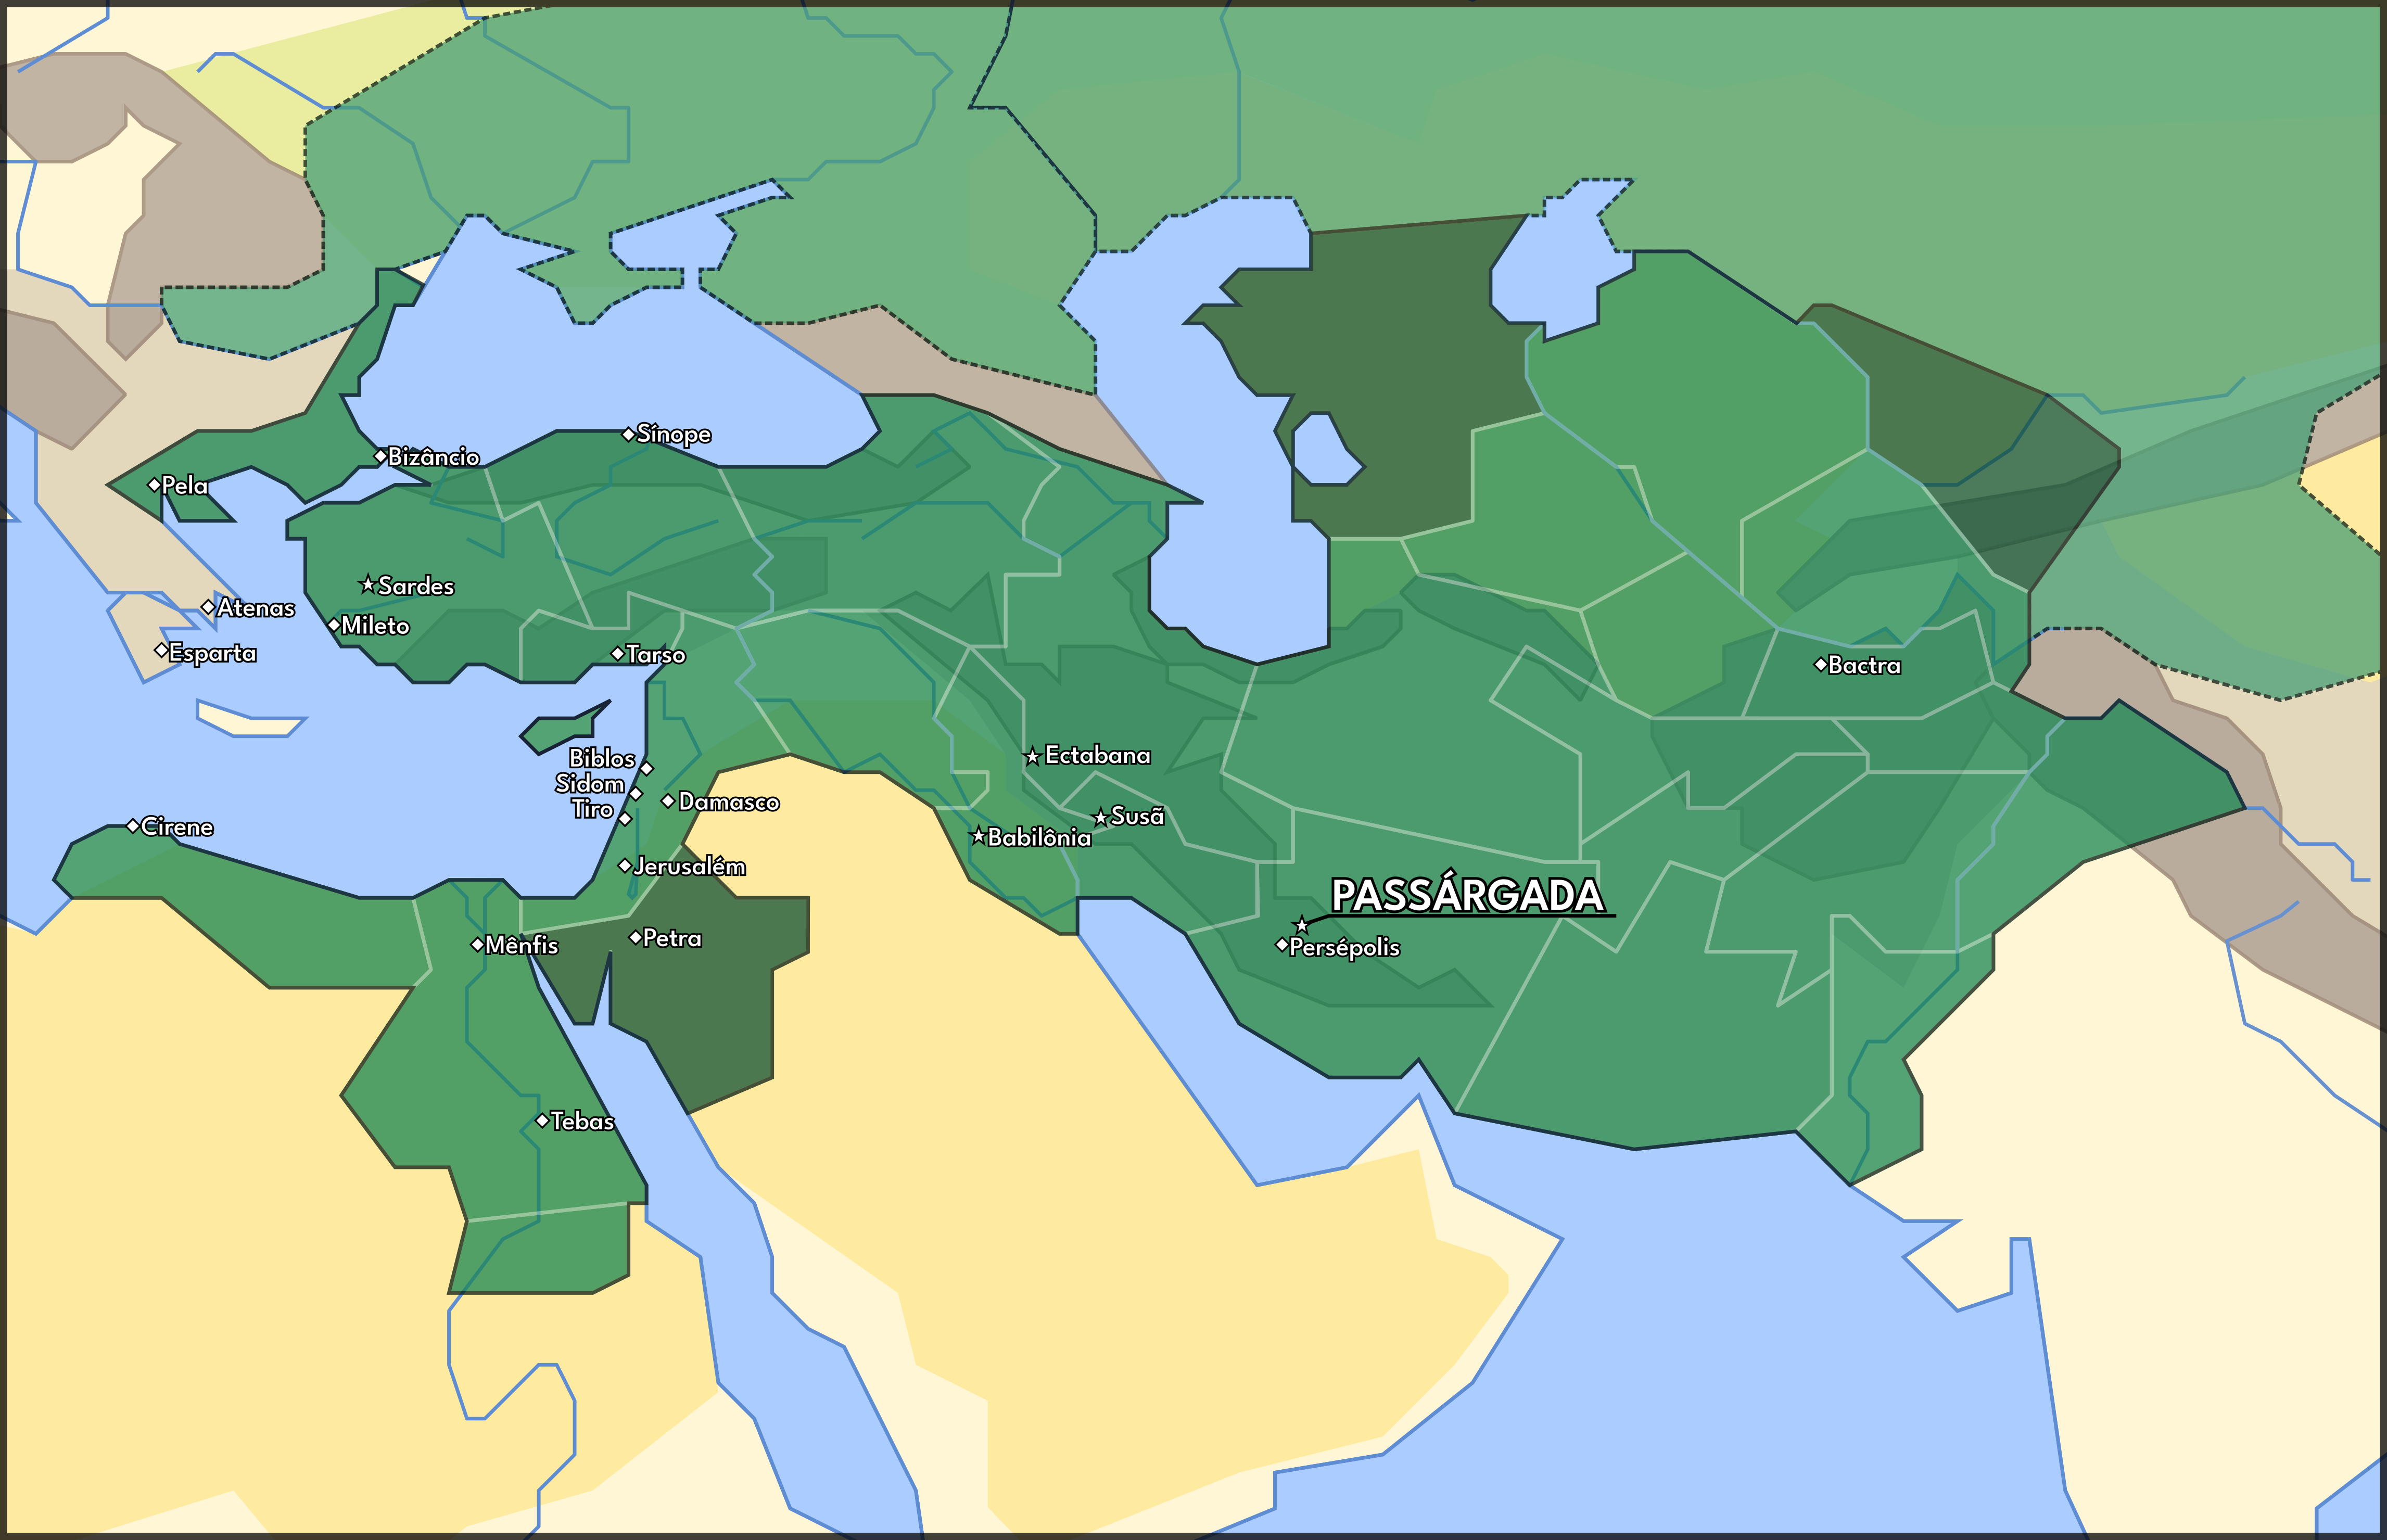 Sínope
Bizâncio
Pela
Sardes
Atenas
Mileto
Esparta
Tarso
Bactra
Biblos
Ectabana
Sidom
Damasco
Tiro
Susã
Cirene
Babilônia
Jerusalém
PASSÁRGADA
Petra
Mênfis
Persépolis
Tebas